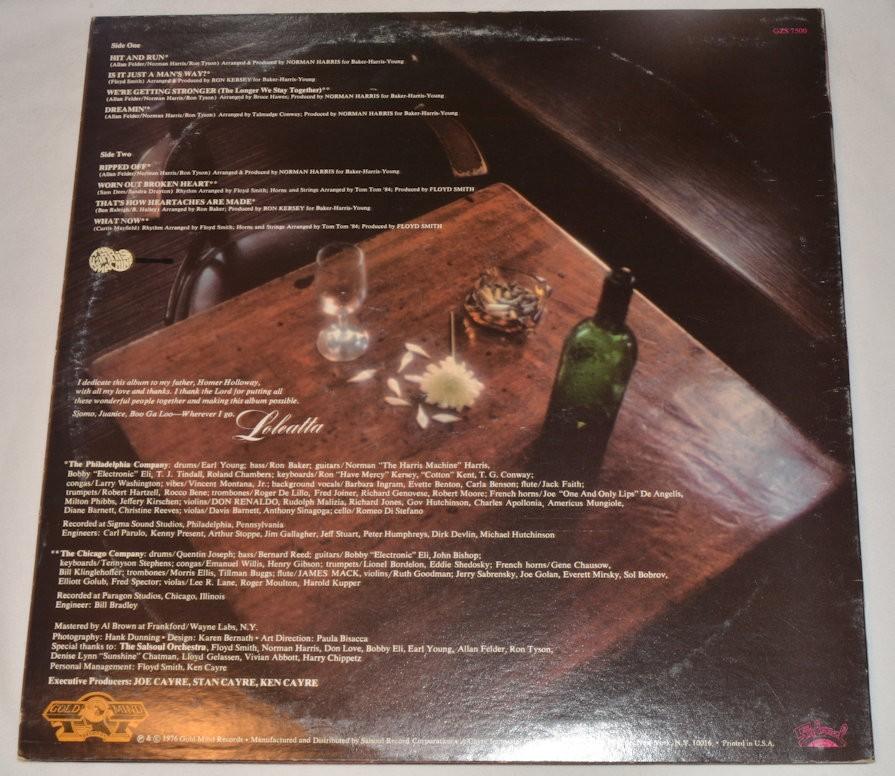 GZS 7500
Side One
HIT AND RUN*
(Allan Felder/Norman Harris/Ron Tyson) Arranged & Produced by NORMAN HARRIS for Baker-Harris-Young
IS IT JUST A MAN'S WAY?*
(Floyd Smith) Arranged & Produced by RON KERSEY for Baker-Harris-Young
WE'RE GETTING STRONGER (The Longer We Stay Together)**
(Allan Felder/Norman Harris/Ron Tyson) Arranged by Bruce Hawes; Produced by NORMAN HARRIS for Baker-Harris-Young
DREAMIN'*
(Allan Felder/Norman Harris/Ron Tyson) Arranged by Talmudge Conway; Produced by NORMAN HARRIS for Baker-Harris-Young
Side Two
RIPPED OFF*
(Allan Felder/Norman Harris/Ron Tyson) Arranged & Produced by NORMAN HARRIS for Baker-Harris-Young
WORN OUT BROKEN HEART**
(Sam Dees/Sandra Drayton) Rhythm Arranged by Floyd Smith; Horns and Strings Arranged by Tom Tom '84; Produced by FLOYD SMITH
THAT'S HOW HEARTACHES ARE MADE*
(Ben Raleigh/B. Halley) Arranged by Ron Baker; Produced by RON KERSEY for Baker-Harris-Young
WHAT NOW**
(Curtis Mayfield) Rhythm Arranged by Floyd Smith; Horns and Strings Arranged by Tom Tom '84; Produced by FLOYD SMITH
I dedicate this album to my father, Homer Holloway,
with all my love and thanks. I thank the Lord for putting all
these wonderful people together and making this album possible.
Sjomo, Juanice, Boo Ga Loo—Wherever I go.
Loleatta
*The Philadelphia Company: drums/Earl Young; bass/Ron Baker; guitars/Norman "The Harris Machine" Harris,
Bobby "Electronic" Eli, T. J. Tindall, Roland Chambers; keyboards/Ron "Have Mercy" Kersey, "Cotton" Kent, T. G. Conway;
congas/Larry Washington; vibes/Vincent Montana, Jr.; background vocals/Barbara Ingram, Evette Benton, Carla Benson; flute/Jack Faith;
trumpets/Robert Hartzell, Rocco Bene; trombones/Roger De Lillo, Fred Joiner, Richard Genovese, Robert Moore; French horns/Joe "One And Only Lips" De Angelis,
Milton Phibbs, Jeffery Kirschen; violins/DON RENALDO, Rudolph Malizia, Richard Jones, Gov Hutchinson, Charles Apollonia, Americus Mungiole,
Diane Barnett, Christine Reeves; violas/Davis Barnett, Anthony Sinagoga; cello/Romeo Di Stefano
Recorded at Sigma Sound Studios, Philadelphia, Pennsylvania
Engineers: Carl Parulo, Kenny Present, Arthur Stoppe, Jim Gallagher, Jeff Stuart, Peter Humphreys, Dirk Devlin, Michael Hutchinson
**The Chicago Company: drums/Quentin Joseph; bass/Bernard Reed; guitars/Bobby "Electronic" Eli, John Bishop;
keyboards/Terinyson Stephens; congas/Emanuel Willis, Henry Gibson; trumpets/Lionel Bordelon, Eddie Shedosky; French horns/Gene Chausow,
Bill Klinglhoffer; trombones/Morris Ellis, Tillman Buggs; flute/JAMES MACK, violins/Ruth Goodman; Jerry Sabrensky, Joe Golan, Everett Mirsky, Sol Bobrov,
Elliott Golub, Fred Spector; violas/Lee R. Lane, Roger Moulton, Harold Kupper
Recorded at Paragon Studios, Chicago, Illinois
Engineer: Bill Bradley
Mastered by Al Brown at Frankford/Wayne Labs, N.Y.
Photography: Hank Dunning • Design: Karen Bernath • Art Direction: Paula Bisacca
Special thanks to: The Salsoul Orchestra, Floyd Smith, Norman Harris, Don Love, Bobby Eli, Earl Young, Allan Felder, Ron Tyson,
Denise Lynn "Sunshine" Chatman, Lloyd Gelassen, Vivian Abbott, Harry Chippetz
Personal Management: Floyd Smith, Ken Cayre
Executive Producers: JOE CAYRE, STAN CAYRE, KEN CAYRE
GOLD MIND
℗ & © 1976 Gold Mind Records • Manufactured and Distributed by Salsoul Record Corporation New York, N.Y. 10016 • Printed in U.S.A.